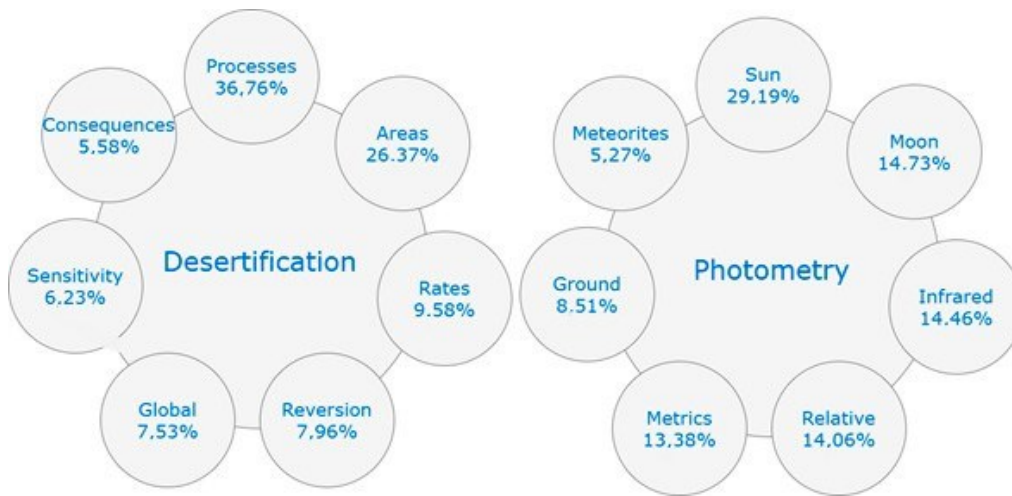 Desertification
Processes
36,76%
Areas
26.37%
Rates
9.58%
Reversion
7,96%
Global
7,53%
Sensitivity
6,23%
Consequences
5,58%
Photometry
Sun
29,19%
Moon
14.73%
Infrared
14.46%
Relative
14,06%
Metrics
13,38%
Ground
8,51%
Meteorites
5,27%